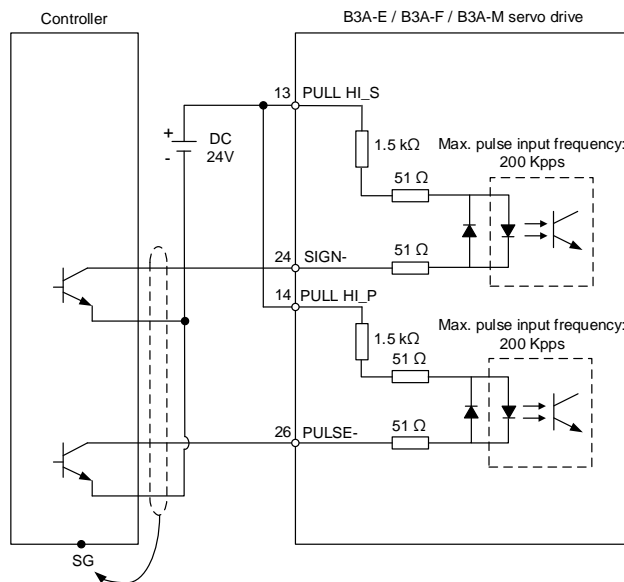 Controller
B3A-E / B3A-F / B3A-M servo drive
13 PULL HI_S
+
-
DC
24V
1.5 kΩ
51 Ω
Max. pulse input frequency:
200 Kpps
51 Ω
24 SIGN-
14 PULL HI_P
1.5 kΩ
51 Ω
Max. pulse input frequency:
200 Kpps
51 Ω
26 PULSE-
SG